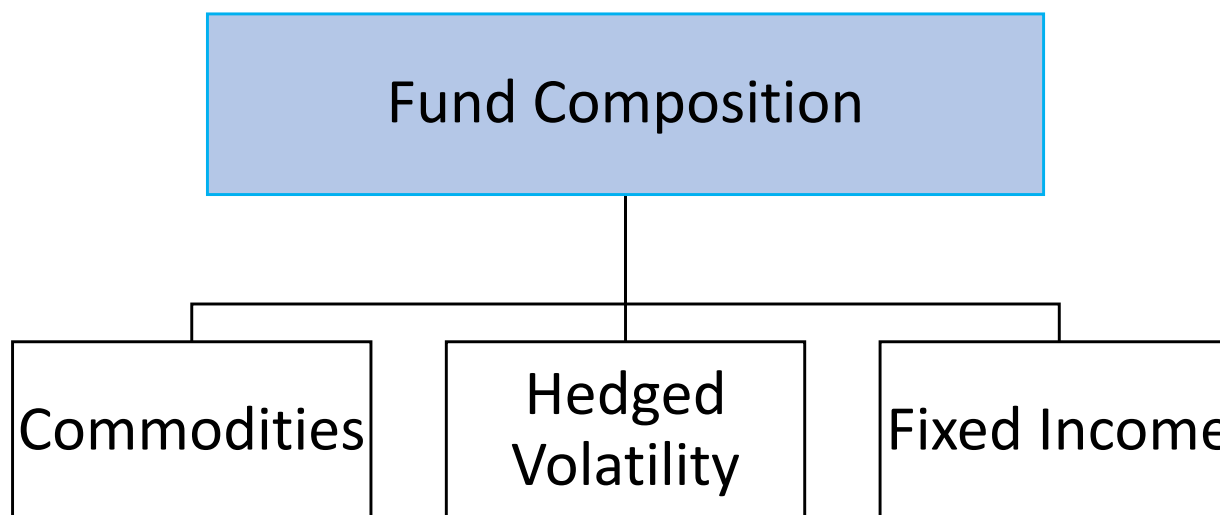 Fund Composition
Commodities
Hedged
Volatility
Fixed Income